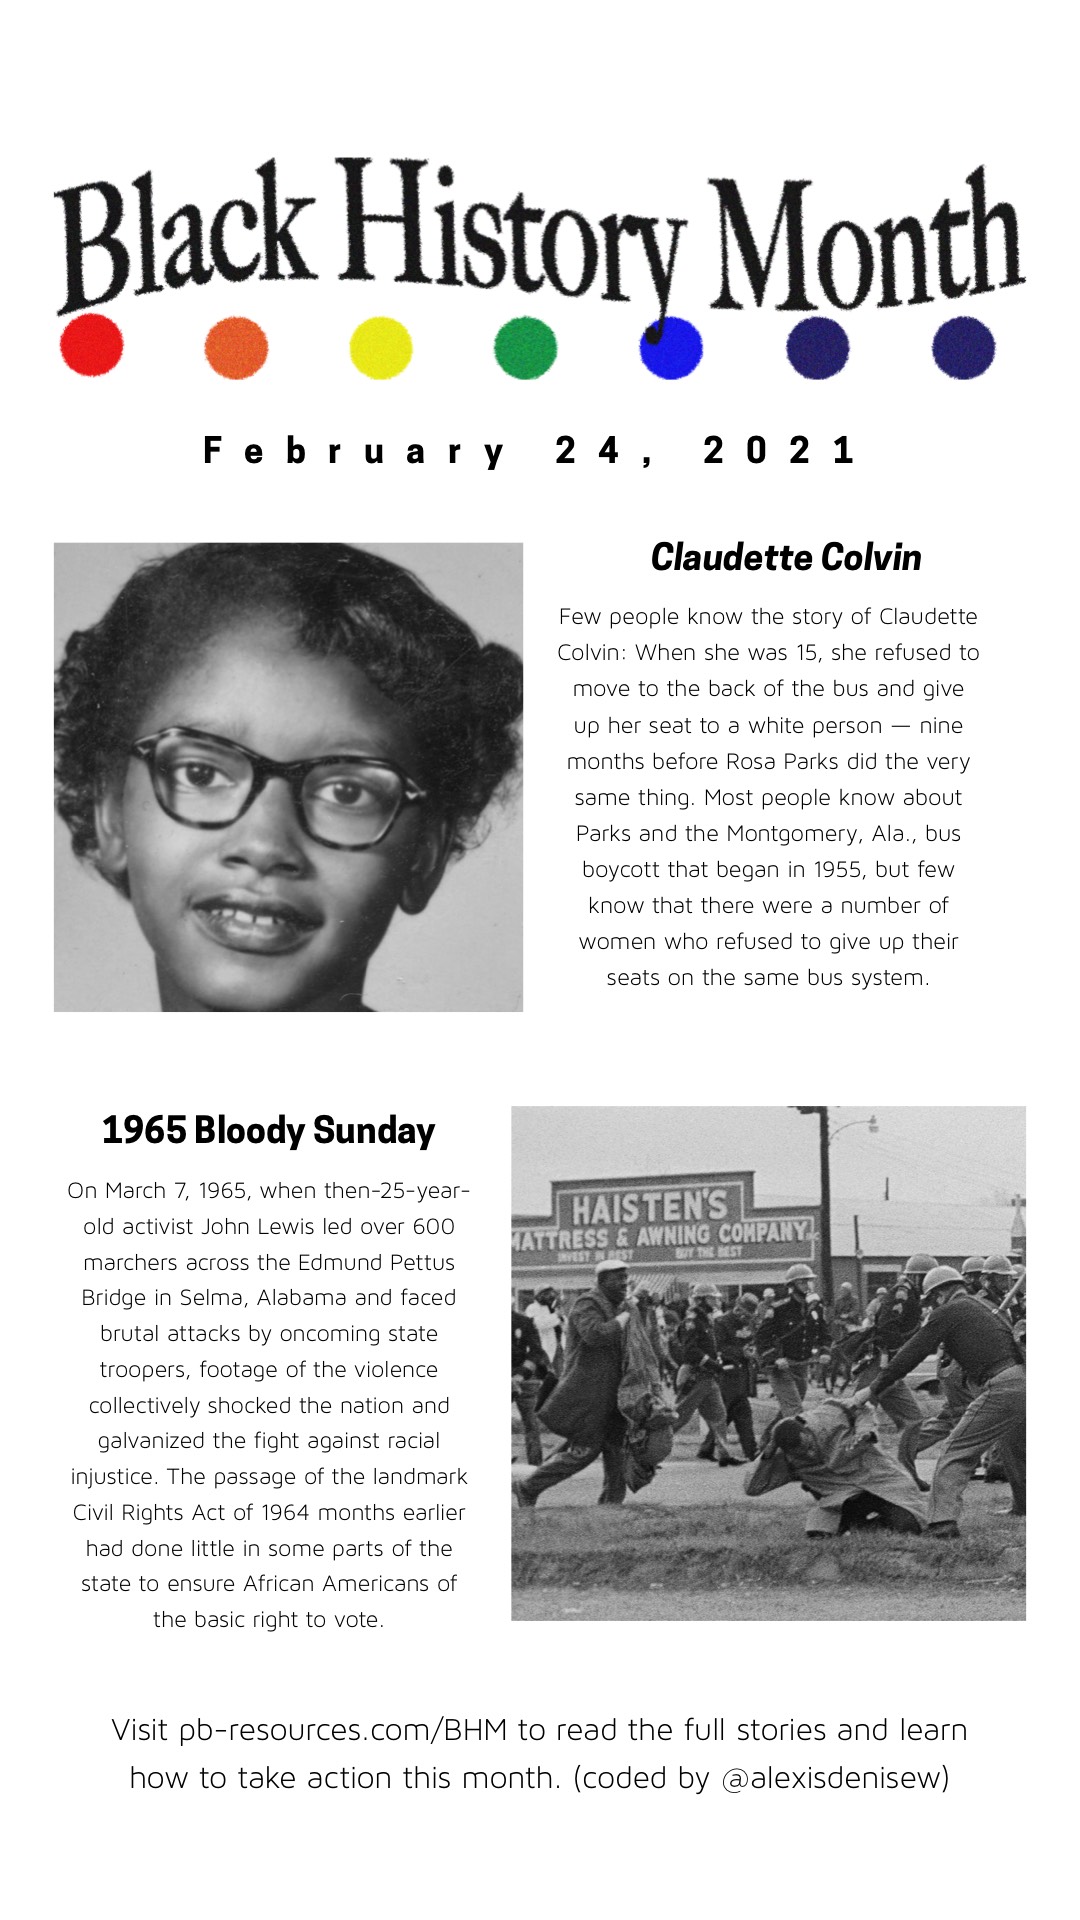 Black History Month
February 24, 2021
Claudette Colvin
Few people know the story of Claudette
Colvin: When she was 15, she refused to
move to the back of the bus and give
up her seat to a white person — nine
months before Rosa Parks did the very
same thing. Most people know about
Parks and the Montgomery, Ala., bus
boycott that began in 1955, but few
know that there were a number of
women who refused to give up their
seats on the same bus system.
1965 Bloody Sunday
On March 7, 1965, when then-25-year-
old activist John Lewis led over 600
marchers across the Edmund Pettus
Bridge in Selma, Alabama and faced
brutal attacks by oncoming state
troopers, footage of the violence
collectively shocked the nation and
galvanized the fight against racial
injustice. The passage of the landmark
Civil Rights Act of 1964 months earlier
had done little in some parts of the
state to ensure African Americans of
the basic right to vote.
HAISTEN'S
MATTRESS & AWNING COMPANY
INVEST IN REST BUY THE BEST
Visit pb-resources.com/BHM to read the full stories and learn
how to take action this month. (coded by @alexisdenisew)